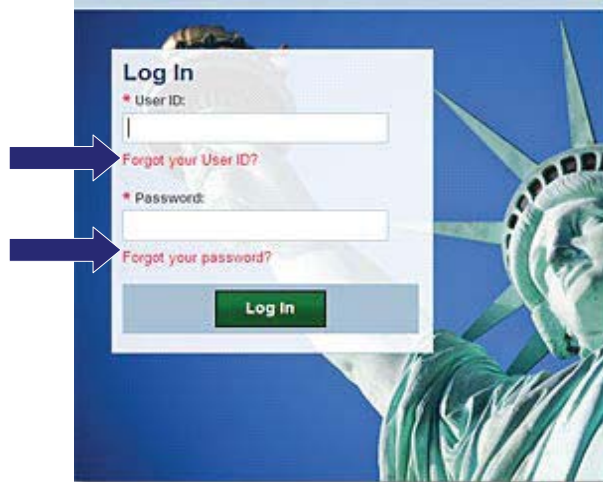 Log In
* User ID:
Forgot your User ID?
* Password:
Forgot your password?
Log In